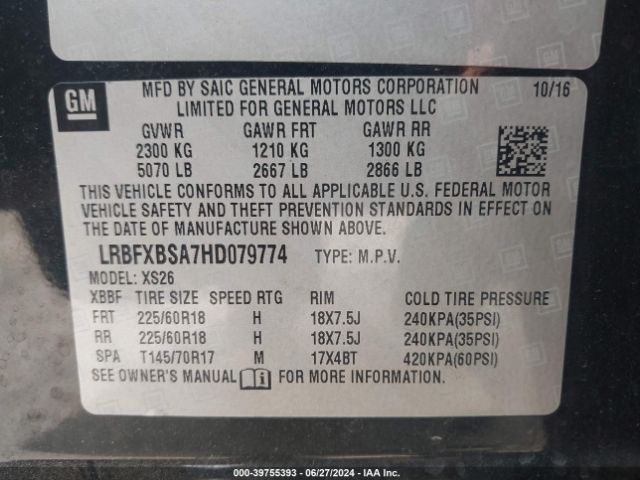 GM
MFD BY SAIC GENERAL MOTORS CORPORATION 10/16
LIMITED FOR GENERAL MOTORS LLC
GVWR GAWR FRT GAWR RR
2300 KG 1210 KG 1300 KG
5070 LB 2667 LB 2866 LB
THIS VEHICLE CONFORMS TO ALL APPLICABLE U.S. FEDERAL MOTOR
VEHICLE SAFETY AND THEFT PREVENTION STANDARDS IN EFFECT ON
THE DATE OF MANUFACTURE SHOWN ABOVE.
LRBFXBSA7HD079774 TYPE: M.P.V.
MODEL: XS26
XBBF TIRE SIZE SPEED RTG RIM COLD TIRE PRESSURE
FRT 225/60R18 H 18X7.5J 240KPA(35PSI)
RR 225/60R18 H 18X7.5J 240KPA(35PSI)
SPA T145/70R17 M 17X4BT 420KPA(60PSI)
SEE OWNER'S MANUAL FOR MORE INFORMATION.
000-39755393 - 06/27/2024 - IAA Inc.